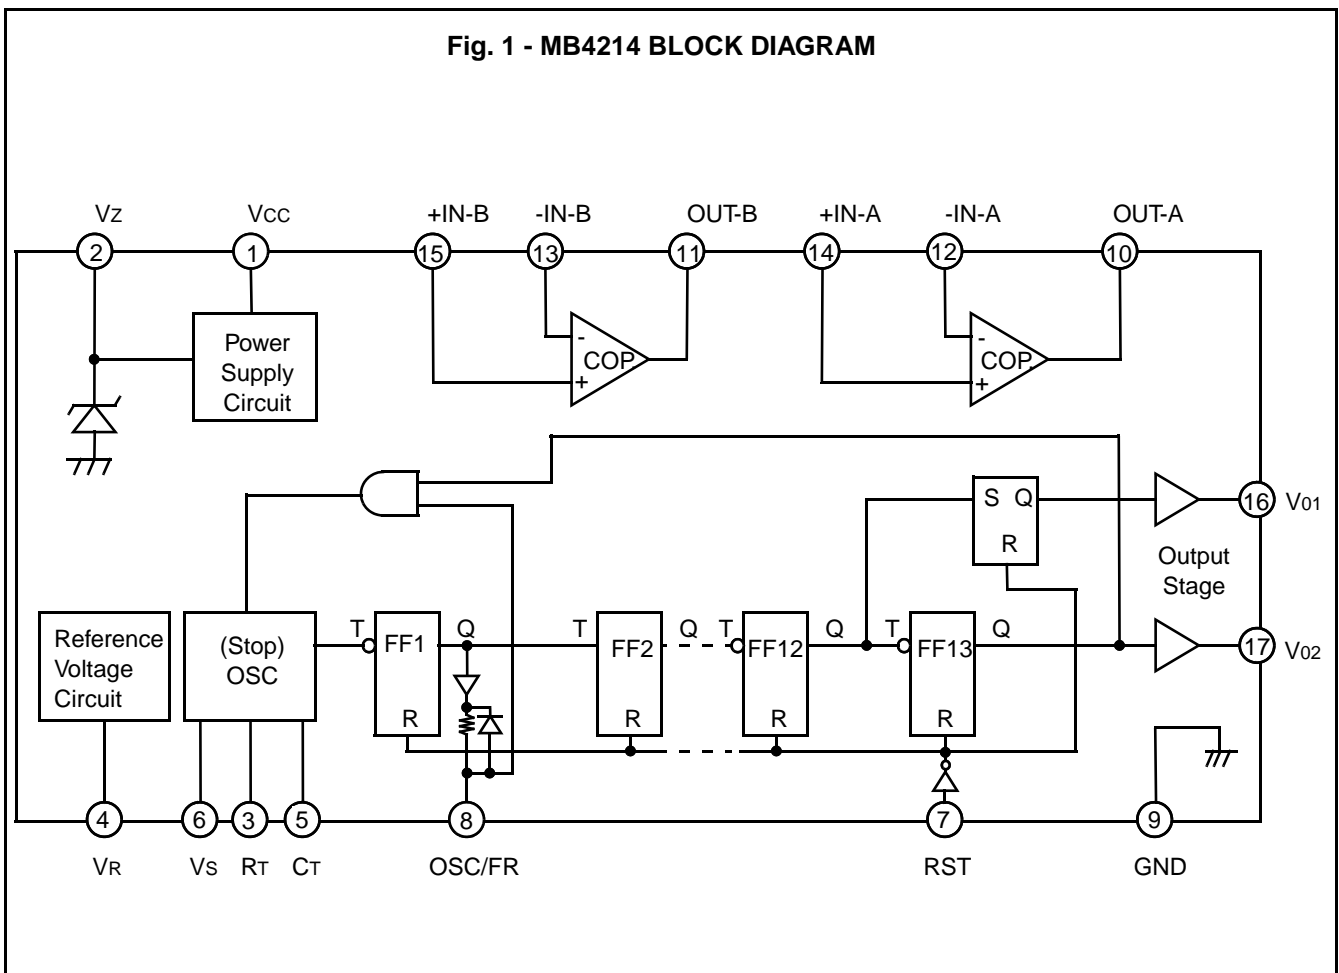 Fig. 1 - MB4214 BLOCK DIAGRAM
VZ
VCC
+IN-B
-IN-B
OUT-B
+IN-A
-IN-A
OUT-A
2
1
15
13
11
14
12
10
Power
Supply
Circuit
-
COP.
+
-
COP.
+
S Q
R
16
V01
Output
Stage
Reference
Voltage
Circuit
(Stop)
OSC
T
FF1
Q
R
T
FF2
Q
R
T
FF12
Q
R
T
FF13
Q
R
17
V02
4
6
3
5
8
7
9
VR
VS
RT
CT
OSC/FR
RST
GND